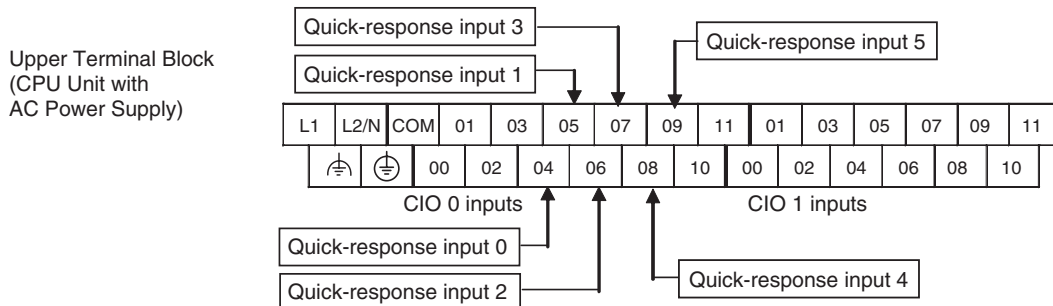 Quick-response input 3
Quick-response input 5
Upper Terminal Block
(CPU Unit with
AC Power Supply)
Quick-response input 1
L1 L2/N COM 01 03 05 07 09 11 01 03 05 07 09 11
00 02 04 06 08 10 00 02 04 06 08 10
CIO 0 inputs CIO 1 inputs
Quick-response input 0
Quick-response input 2
Quick-response input 4